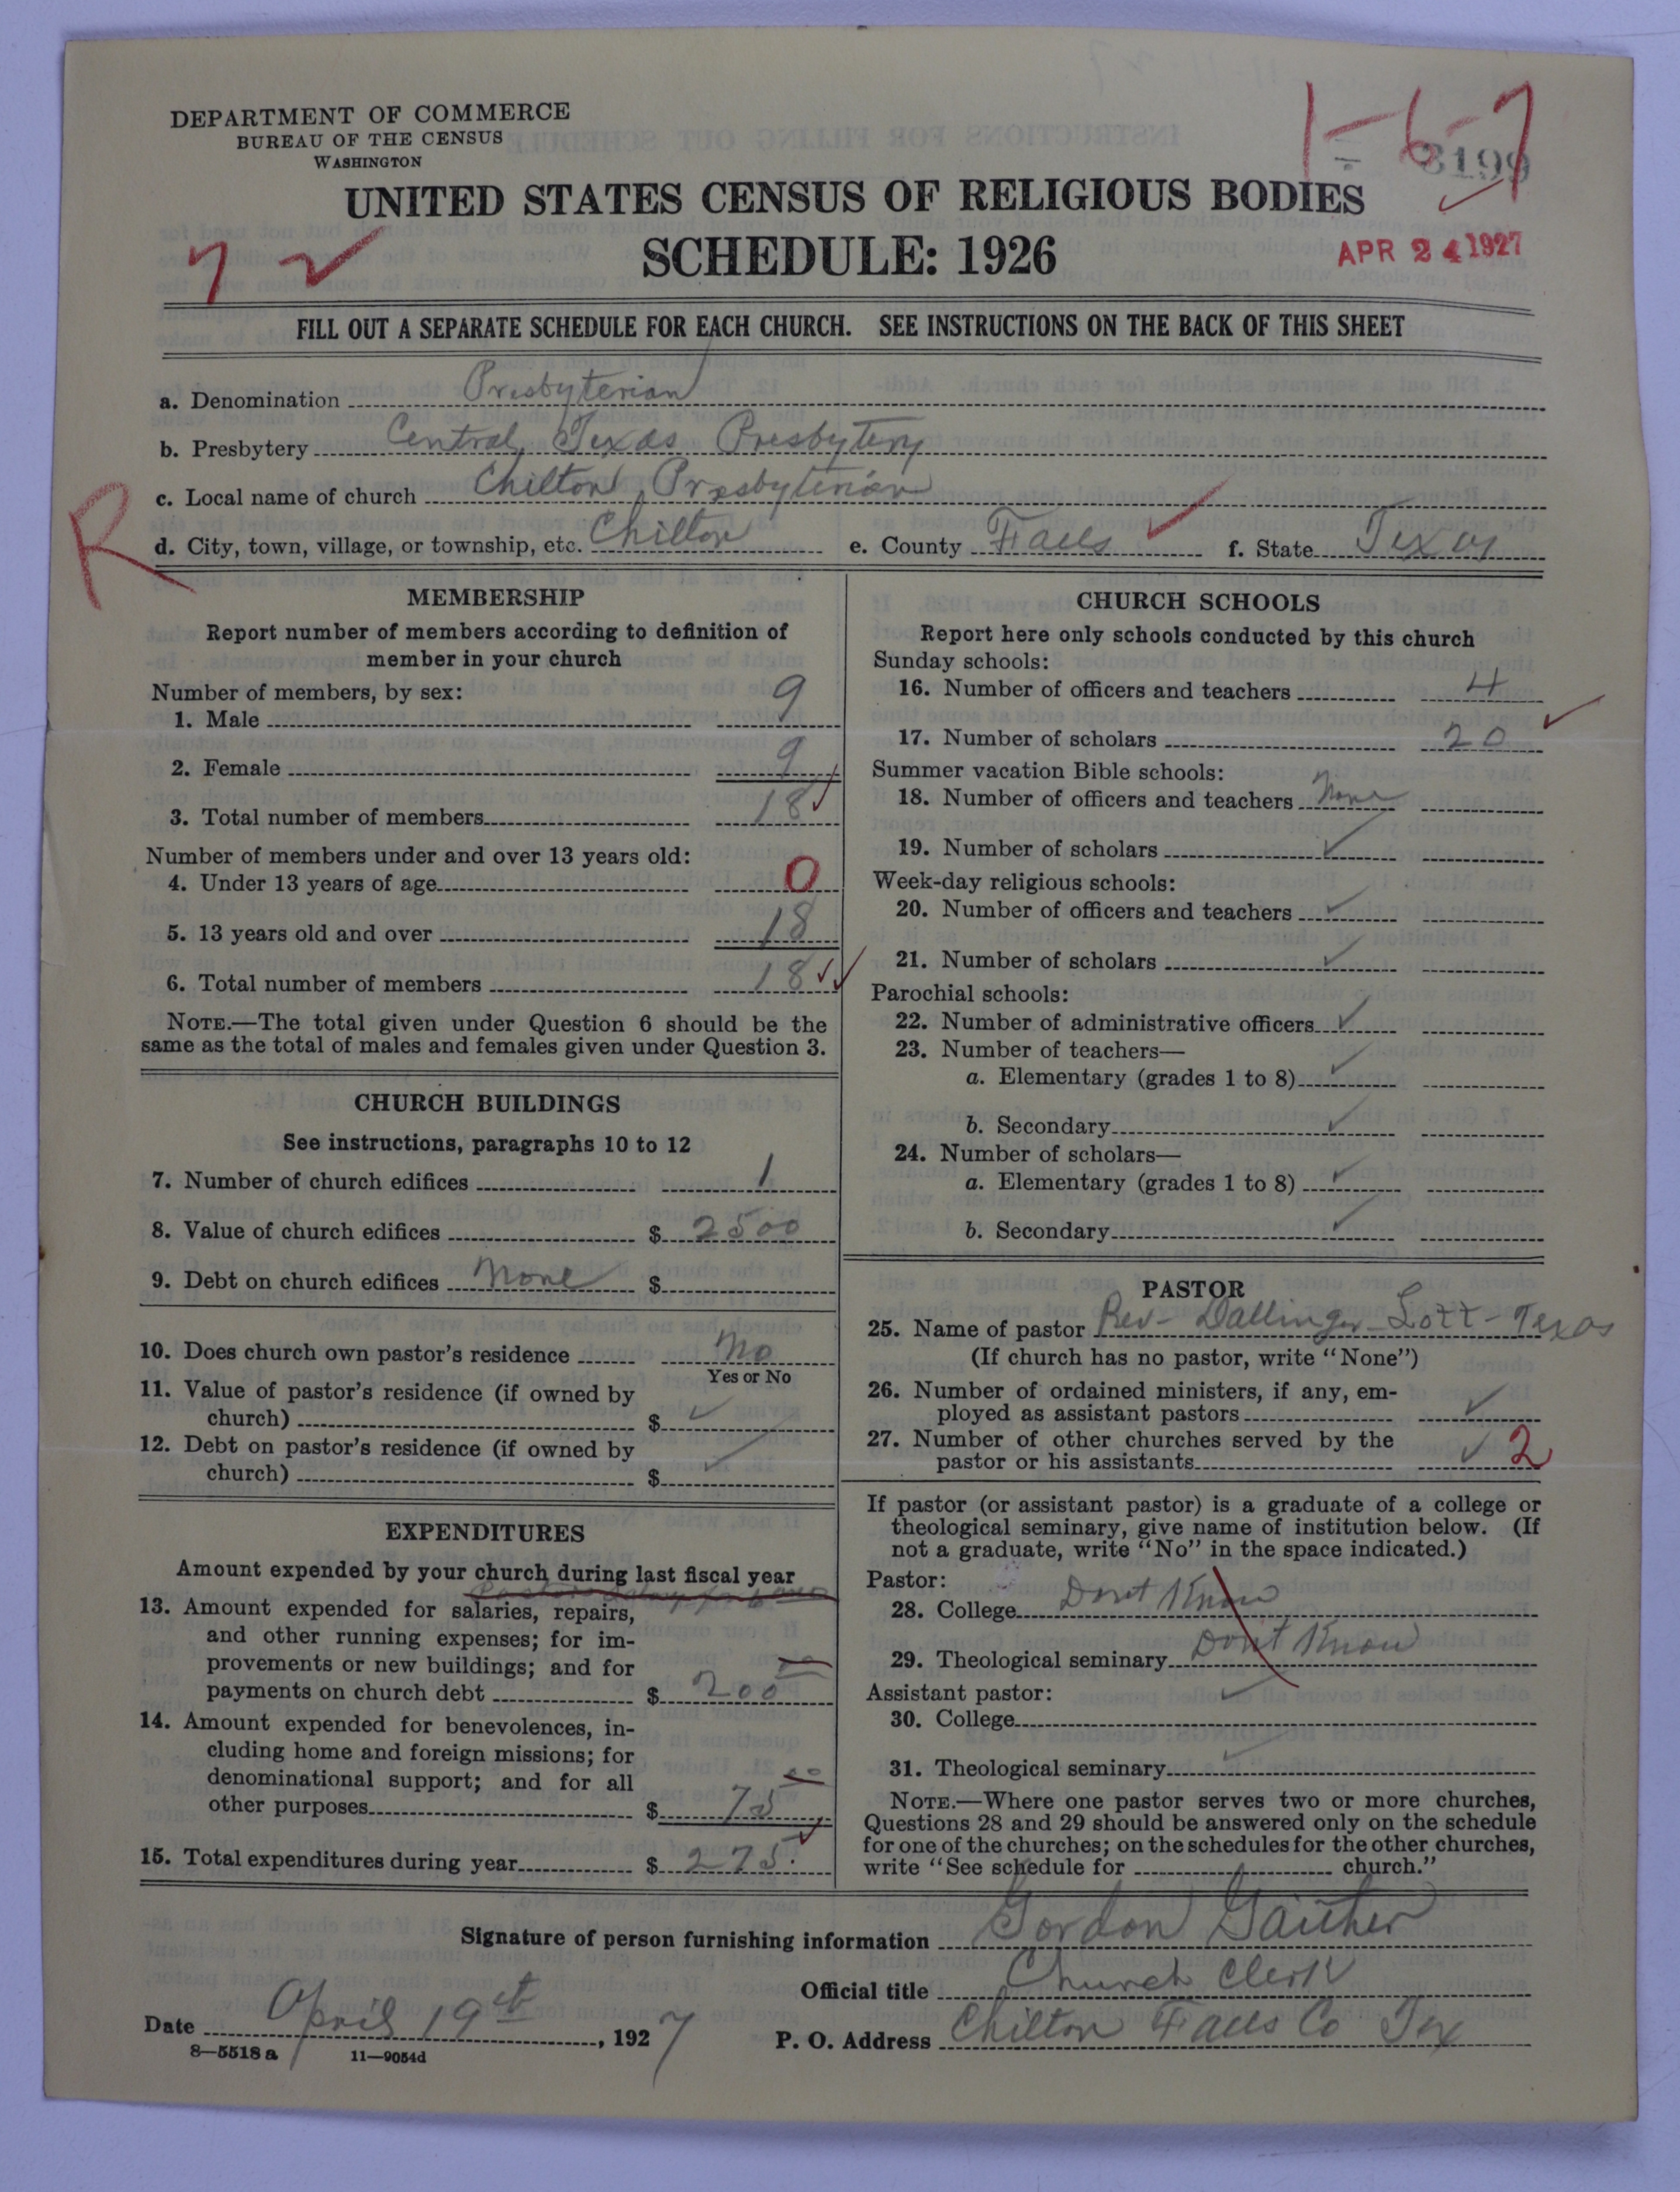 DEPARTMENT OF COMMERCE
BUREAU OF THE CENSUS
WASHINGTON
1-6-7
3199
UNITED STATES CENSUS OF RELIGIOUS BODIES
SCHEDULE: 1926
APR 24 1927
FILL OUT A SEPARATE SCHEDULE FOR EACH CHURCH. SEE INSTRUCTIONS ON THE BACK OF THIS SHEET
a. Denomination Presbyterian
b. Presbytery Central Texas Presbytery
c. Local name of church Chilton Presbyterian
R
d. City, town, village, or township, etc. Chilton e. County Falls f. State Texas
MEMBERSHIP
Report number of members according to definition of
member in your church
Number of members, by sex:
1. Male 9
2. Female 9
3. Total number of members 18
Number of members under and over 13 years old:
4. Under 13 years of age 0
5. 13 years old and over 18
6. Total number of members 18
NOTE.—The total given under Question 6 should be the
same as the total of males and females given under Question 3.
CHURCH BUILDINGS
See instructions, paragraphs 10 to 12
7. Number of church edifices 1
8. Value of church edifices $ 2500
9. Debt on church edifices None $
10. Does church own pastor's residence No
Yes or No
11. Value of pastor's residence (if owned by
church) $ ✓
12. Debt on pastor's residence (if owned by
church) $ ✓
EXPENDITURES
Amount expended by your church during last fiscal year
13. Amount expended for salaries, repairs,
and other running expenses; for im-
provements or new buildings; and for
payments on church debt $ 200 00
14. Amount expended for benevolences, in-
cluding home and foreign missions; for
denominational support; and for all
other purposes $ 75 00
15. Total expenditures during year $ 275.
CHURCH SCHOOLS
Report here only schools conducted by this church
Sunday schools:
16. Number of officers and teachers 4
17. Number of scholars 20
Summer vacation Bible schools:
18. Number of officers and teachers None
19. Number of scholars ✓
Week-day religious schools:
20. Number of officers and teachers ✓
21. Number of scholars ✓
Parochial schools:
22. Number of administrative officers ✓
23. Number of teachers—
a. Elementary (grades 1 to 8) ✓
b. Secondary ✓
24. Number of scholars—
a. Elementary (grades 1 to 8) ✓
b. Secondary ✓
PASTOR
25. Name of pastor Rev- Dallinger- Lott- Texas
(If church has no pastor, write "None")
26. Number of ordained ministers, if any, em-
ployed as assistant pastors ✓
27. Number of other churches served by the
pastor or his assistants ✓ 2
If pastor (or assistant pastor) is a graduate of a college or
theological seminary, give name of institution below. (If
not a graduate, write "No" in the space indicated.)
Pastor:
28. College Dont Know
29. Theological seminary Dont Know
Assistant pastor: ✓
30. College
31. Theological seminary ✓
NOTE.—Where one pastor serves two or more churches,
Questions 28 and 29 should be answered only on the schedule
for one of the churches; on the schedules for the other churches,
write "See schedule for church."
Signature of person furnishing information Gordon Gaither
Official title Church Clerk
Date April 19th, 1927 P. O. Address Chilton Falls Co Tex
8—5518 a 11—9054d